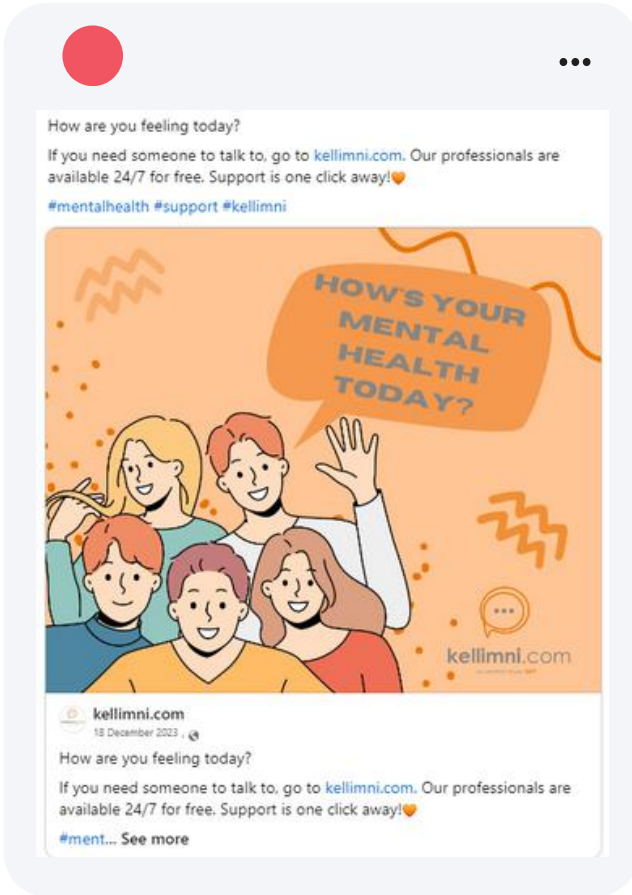 How are you feeling today?
If you need someone to talk to, go to kellimni.com. Our professionals are
available 24/7 for free. Support is one click away!🧡
#mentalhealth #support #kellimni
HOW'S YOUR
MENTAL
HEALTH
TODAY?
kellimni.com
kellimni.com
18 December 2023
How are you feeling today?
If you need someone to talk to, go to kellimni.com. Our professionals are
available 24/7 for free. Support is one click away!🧡
#ment... See more